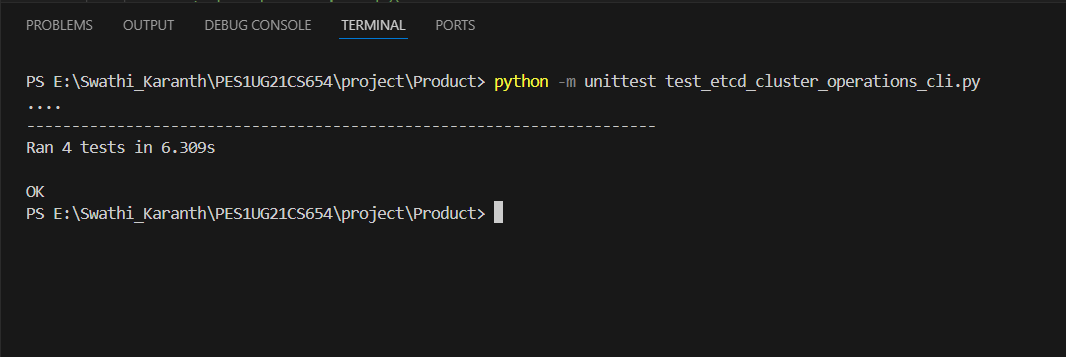 PROBLEMS OUTPUT DEBUG CONSOLE TERMINAL PORTS
PS E:\Swathi_Karanth\PES1UG21CS654\project\Product> python -m unittest test_etcd_cluster_operations_cli.py
....
----------------------------------------------------------------------
Ran 4 tests in 6.309s
OK
PS E:\Swathi_Karanth\PES1UG21CS654\project\Product>